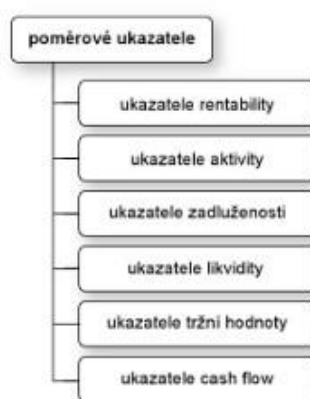 poměrové ukazatele
ukazatele rentability
ukazatele aktivity
ukazatele zadluženosti
ukazatele likvidity
ukazatele tržní hodnoty
ukazatele cash flow